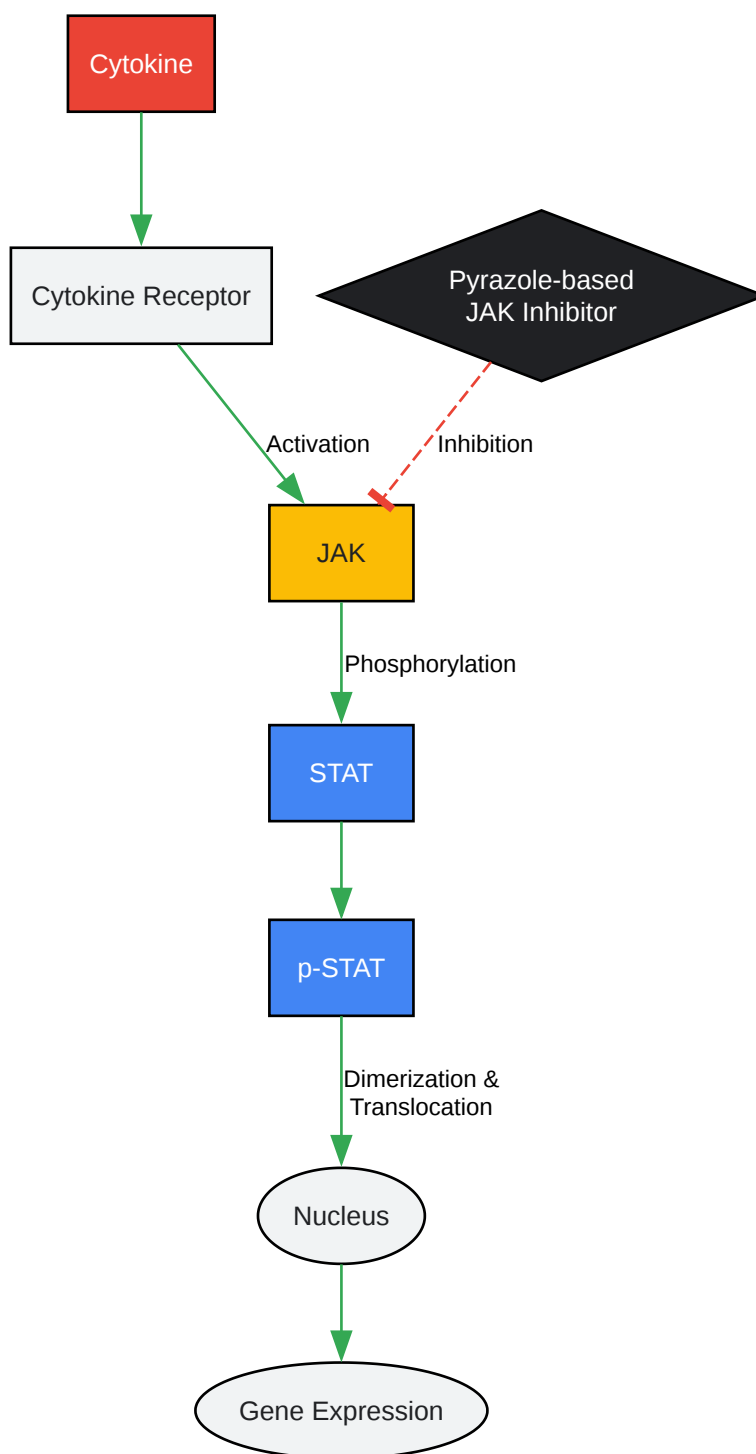 Cytokine
Cytokine Receptor
Pyrazole-based
JAK Inhibitor
Activation
Inhibition
JAK
Phosphorylation
STAT
p-STAT
Dimerization &
Translocation
Nucleus
Gene Expression